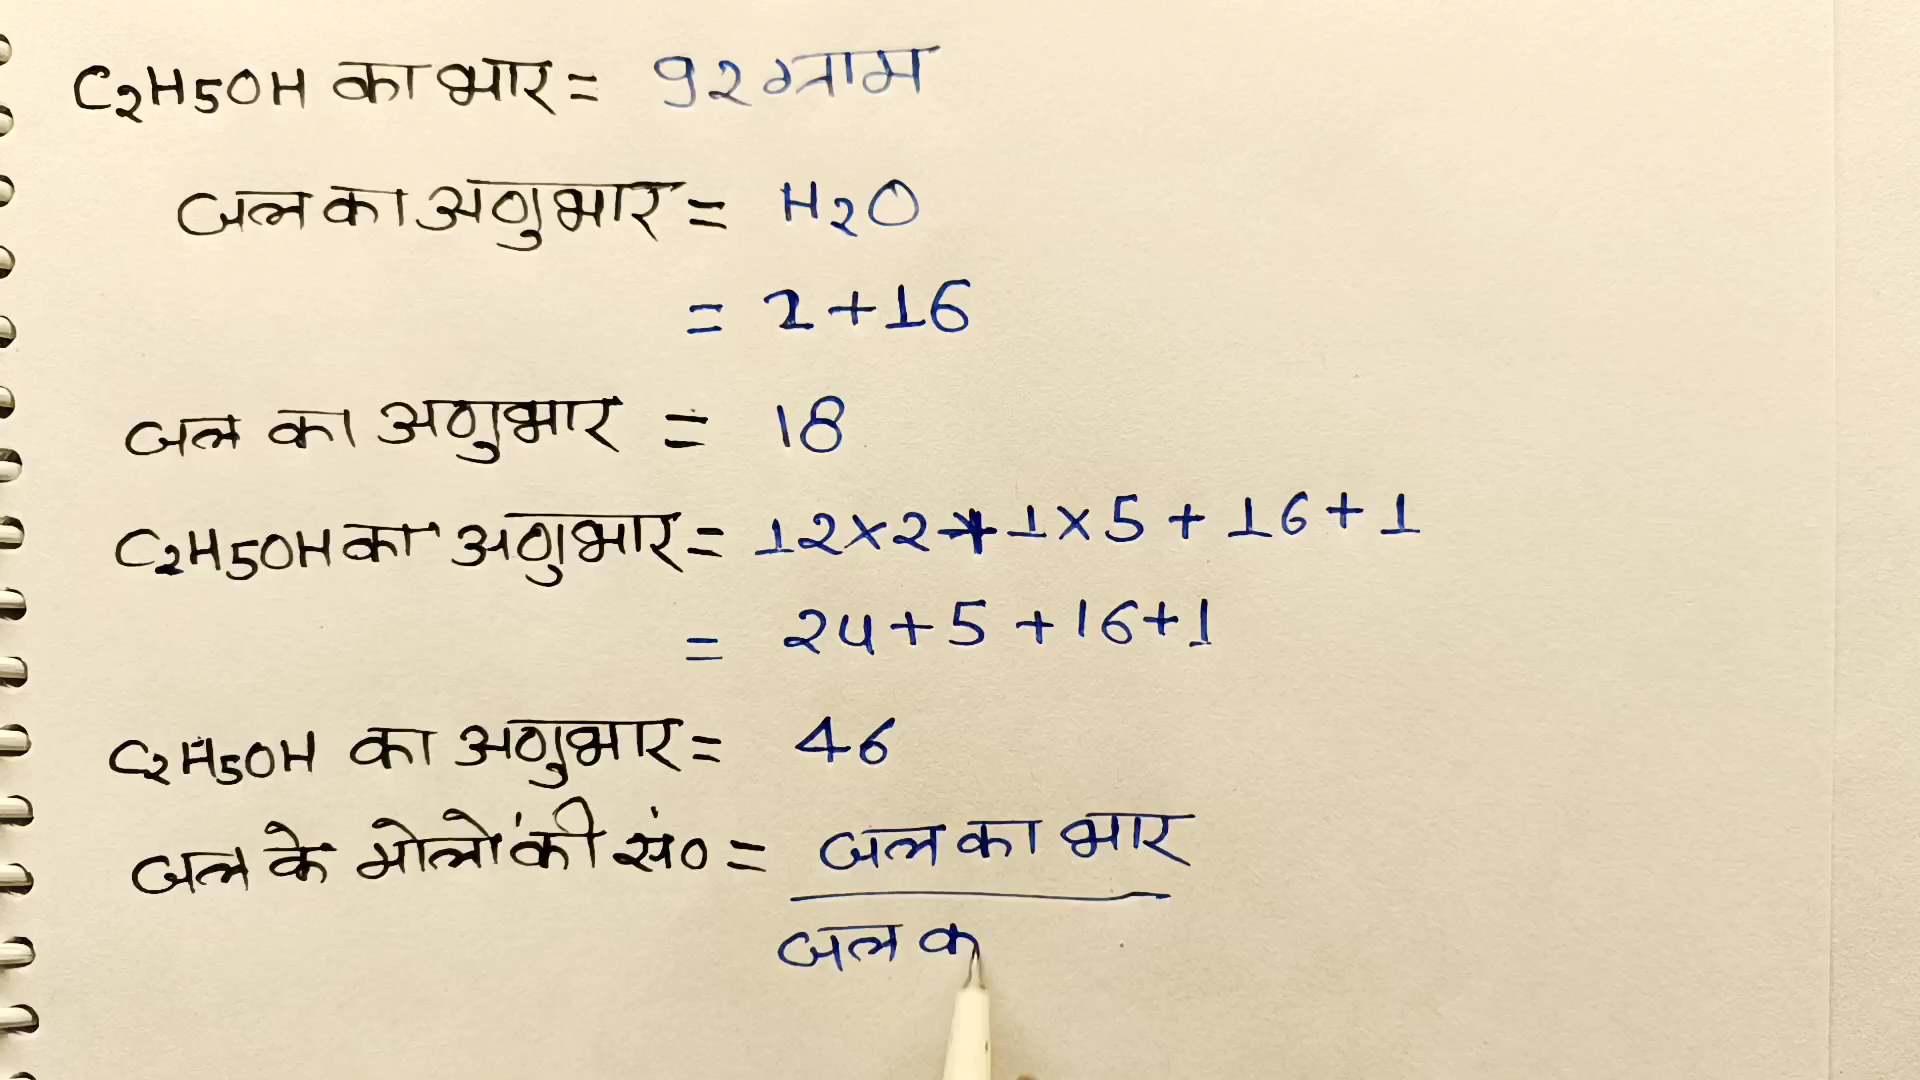 C2H5OH का भार = 92 ग्राम
जल का अणुभार = H2O
= 2+16
जल का अणुभार = 18
C2H5OH का अणुभार = 12×2+1×5+16+1
= 24+5+16+1
C2H5OH का अणुभार = 46
जल के मोलों की सं० = जल का भार
जल क